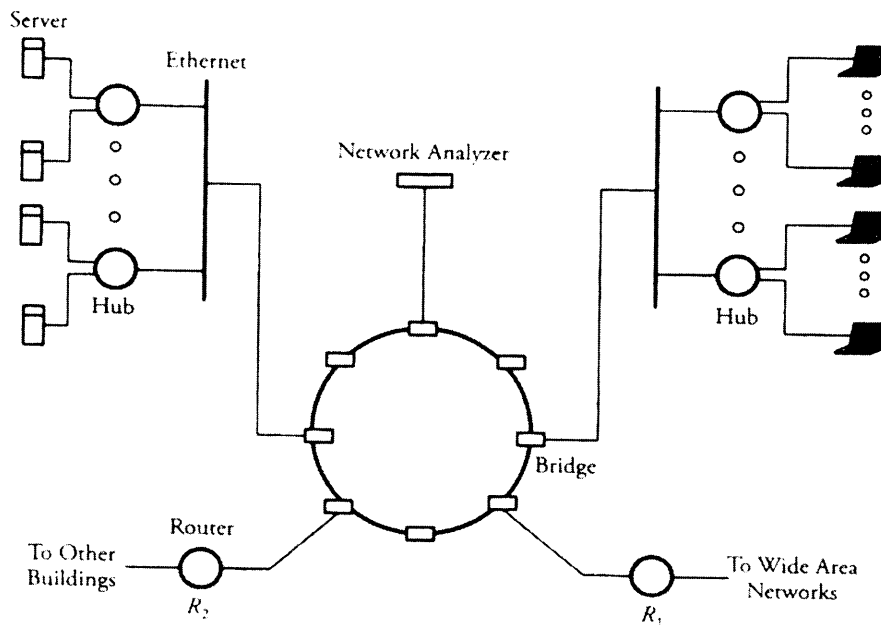 Server
Ethernet
Network Analyzer
Hub
Hub
Bridge
Router
To Other
Buildings
R₂
To Wide Area
Networks
R₁